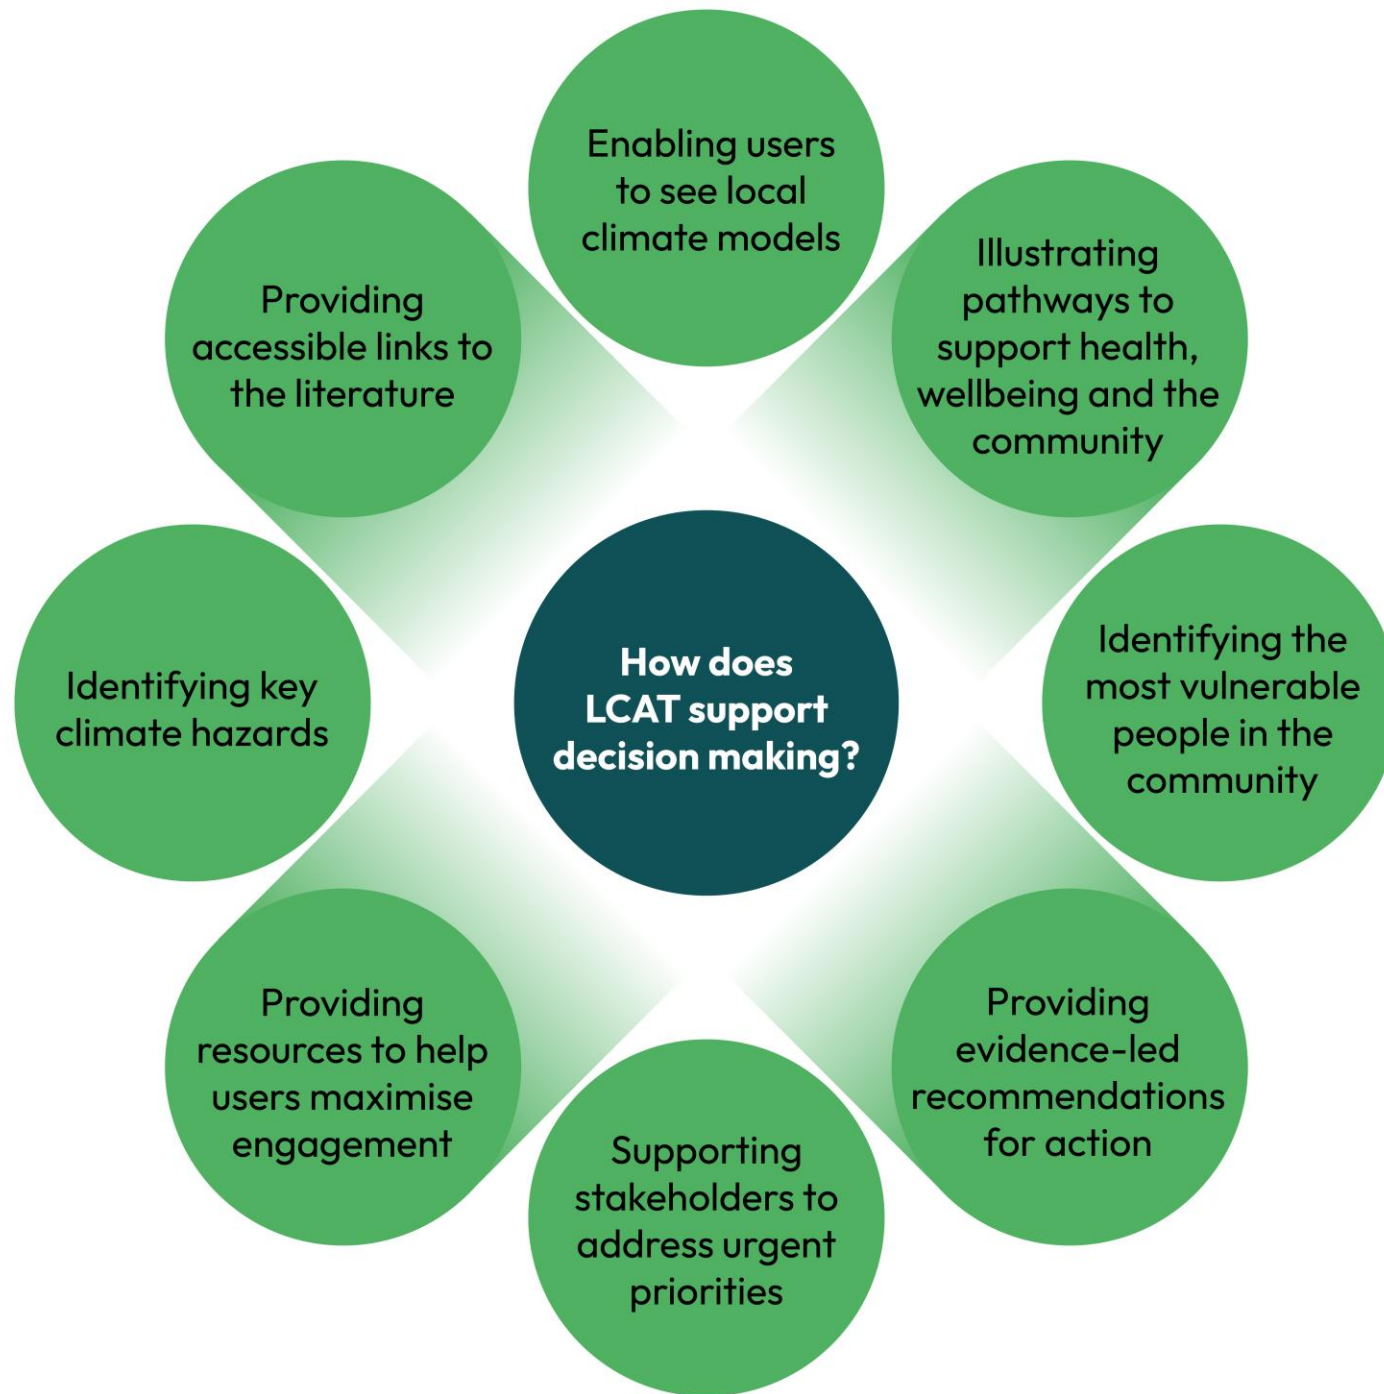 Enabling users
to see local
climate models
Illustrating
pathways to
support health,
wellbeing and the
community
Identifying the
most vulnerable
people in the
community
Providing
evidence-led
recommendations
for action
Supporting
stakeholders to
address urgent
priorities
Providing
resources to help
users maximise
engagement
Identifying key
climate hazards
Providing
accessible links to
the literature
How does
LCAT support
decision making?